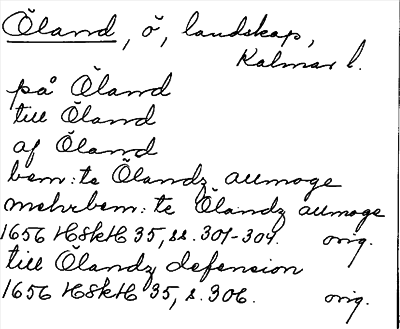 Öland, ö, landskap,
Kalmar l.
på Öland
till Öland
af Öland
bem:te Ölandz allmoge
mehrbem:te Ölandz allmoge
1656 HSkH 35, ss. 301-304. orig.
till Ölandz defension
1656 HSkH 35, s. 306. orig.